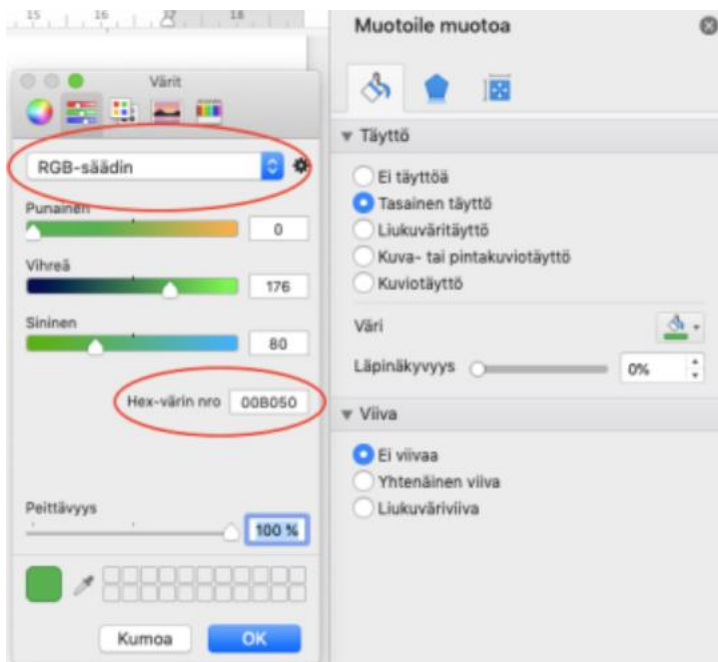 15 16 17 18
Värit
RGB-säädin
Punainen
0
Vihreä
176
Sininen
80
Hex-värin nro 00B050
Peittävyys
100 %
Kumoa OK
Muotoile muotoa
Täyttö
Ei täyttöä
Tasainen täyttö
Liukuväritäyttö
Kuva- tai pintakuviotäyttö
Kuviotäyttö
Väri
Läpinäkyvyys 0%
Viiva
Ei viivaa
Yhtenäinen viiva
Liukuväriviiva